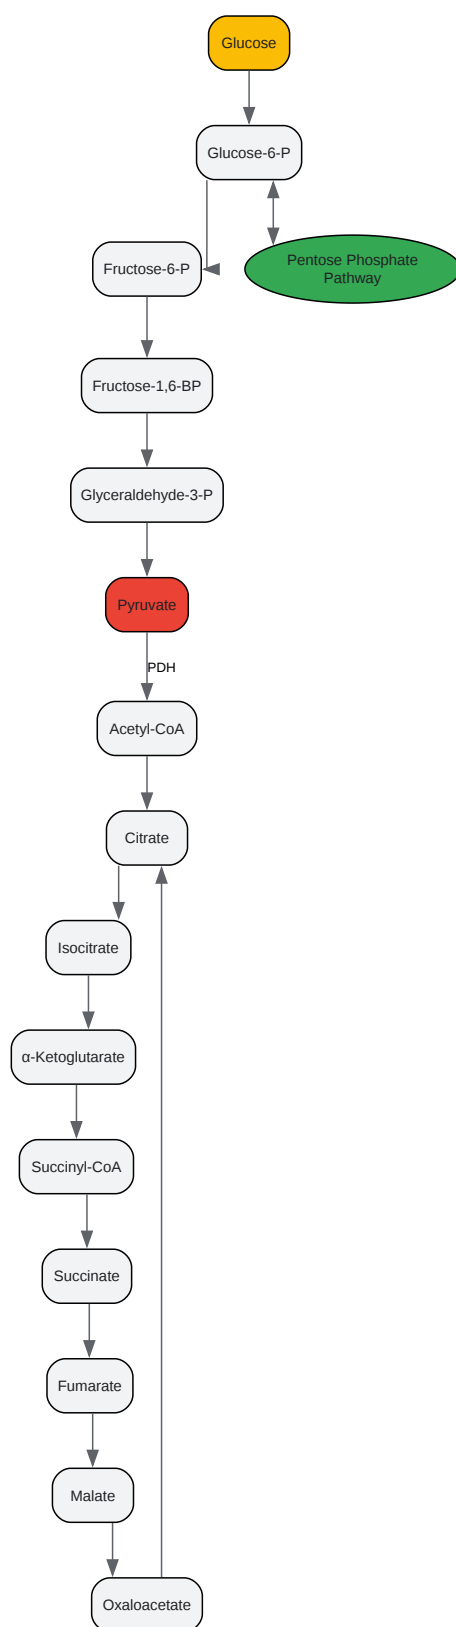 Glucose
Glucose-6-P
Fructose-6-P
Pentose Phosphate
Pathway
Fructose-1,6-BP
Glyceraldehyde-3-P
Pyruvate
PDH
Acetyl-CoA
Citrate
Isocitrate
α-Ketoglutarate
Succinyl-CoA
Succinate
Fumarate
Malate
Oxaloacetate